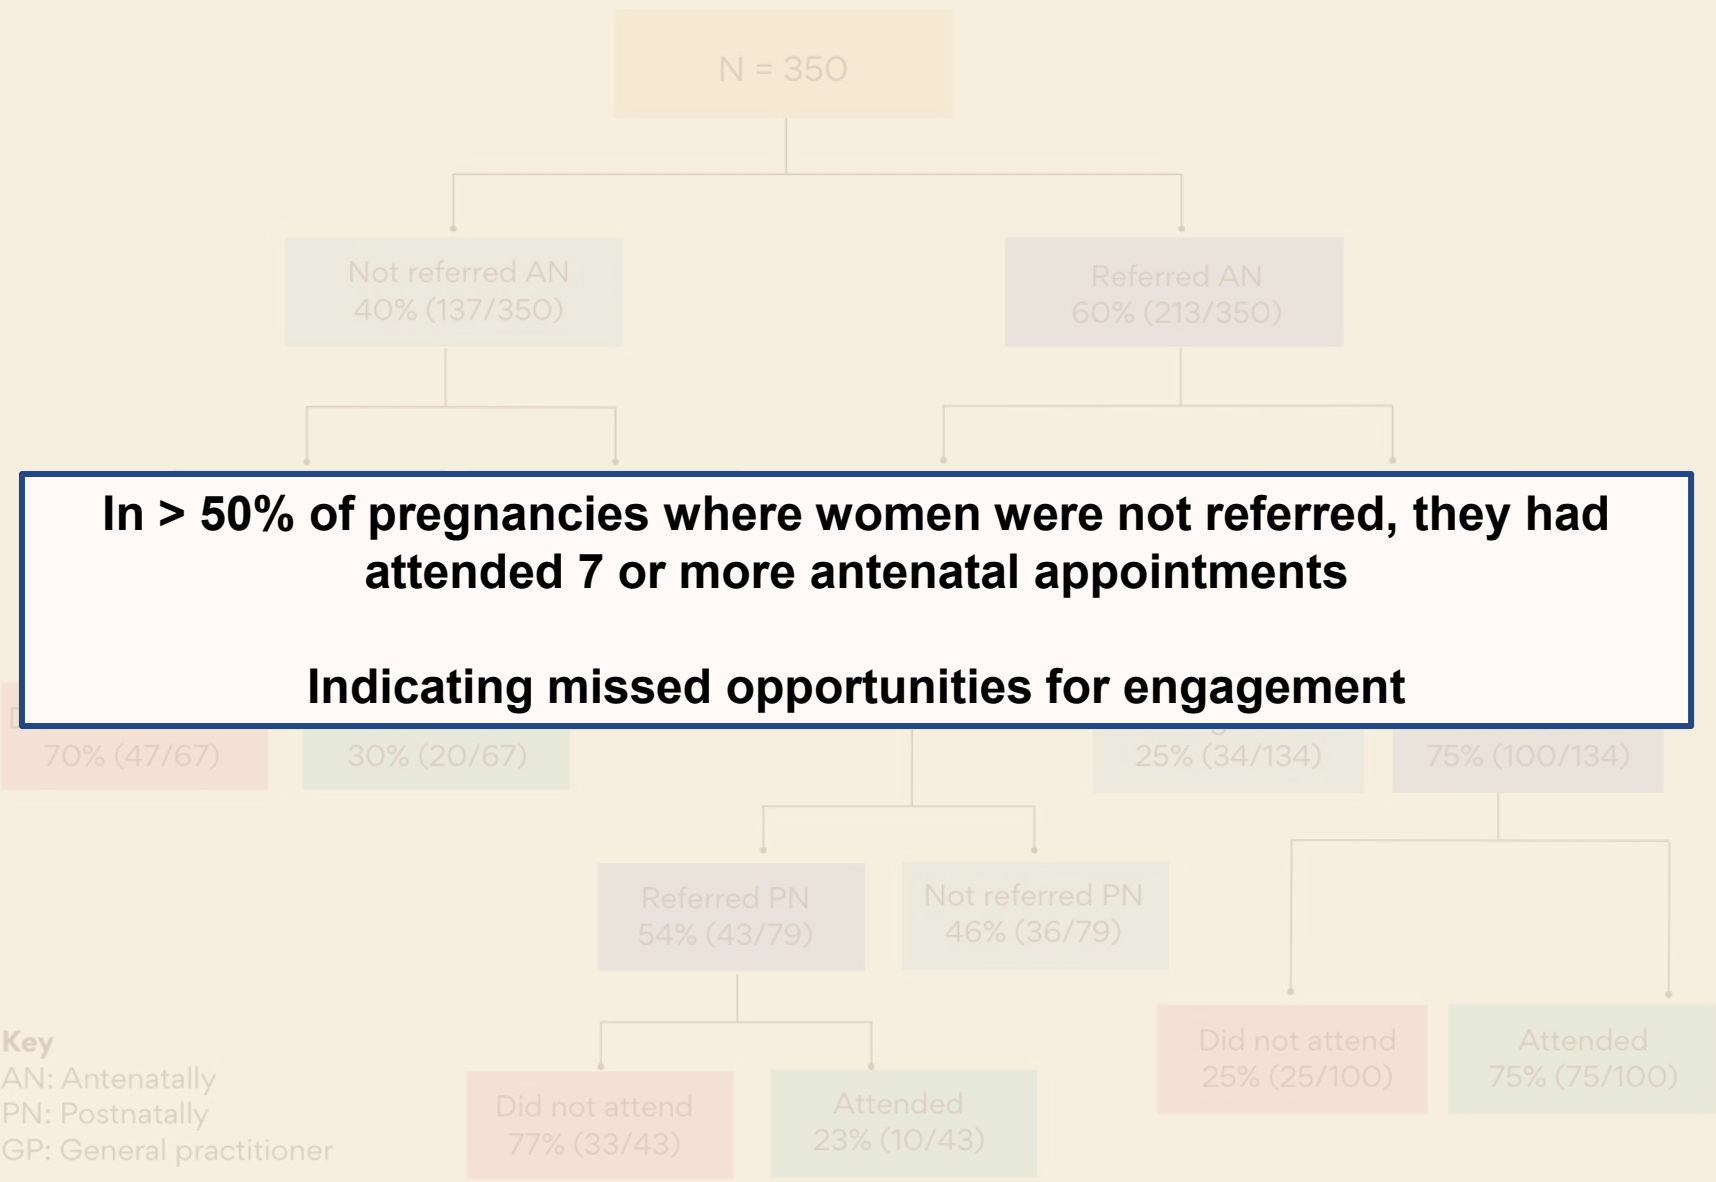 N = 350
Not referred AN
40% (137/350)
Referred AN
60% (213/350)
In > 50% of pregnancies where women were not referred, they had
attended 7 or more antenatal appointments
Indicating missed opportunities for engagement
70% (47/67)
30% (20/67)
25% (34/134)
75% (100/134)
Referred PN
54% (43/79)
Not referred PN
46% (36/79)
Did not attend
25% (25/100)
Attended
75% (75/100)
Did not attend
77% (33/43)
Attended
23% (10/43)
Key
AN: Antenatally
PN: Postnatally
GP: General practitioner